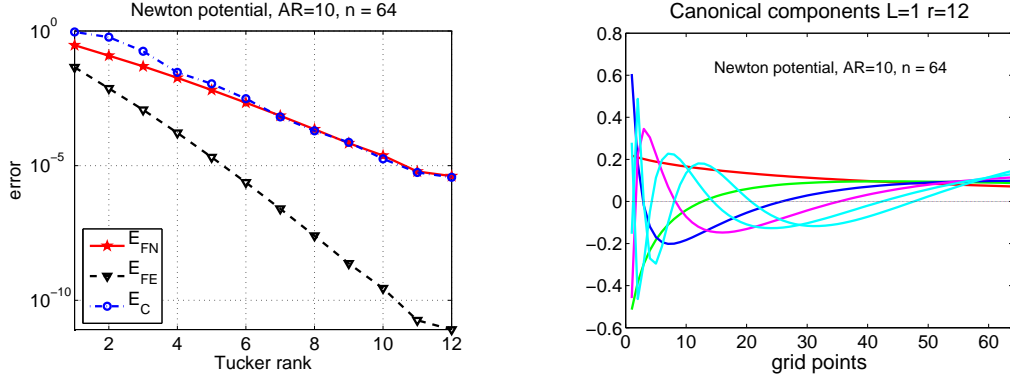 Newton potential, AR=10, n = 64
10^0
10^-5
10^-10
error
E_FN
E_FE
E_C
2 4 6 8 10 12
Tucker rank
Canonical components L=1 r=12
Newton potential, AR=10, n = 64
0.8
0.6
0.4
0.2
0
-0.2
-0.4
-0.6
0 10 20 30 40 50 60
grid points